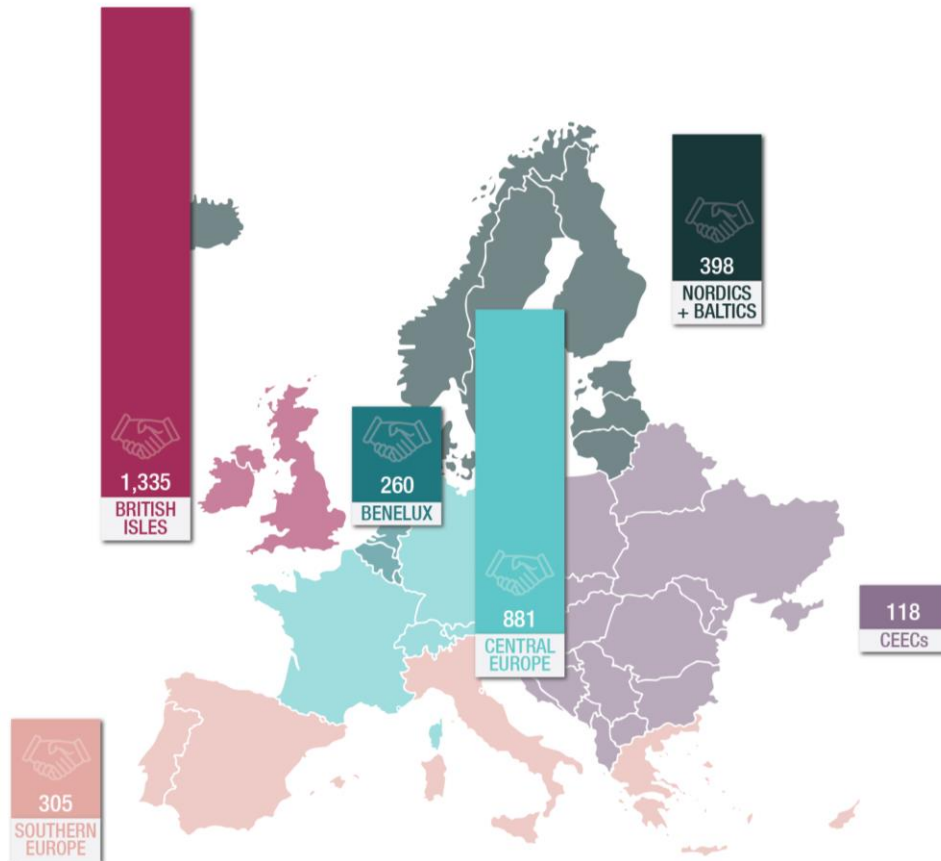 398
NORDICS
+ BALTICS
1,335
BRITISH
ISLES
260
BENELUX
881
CENTRAL
EUROPE
118
CEECs
305
SOUTHERN
EUROPE